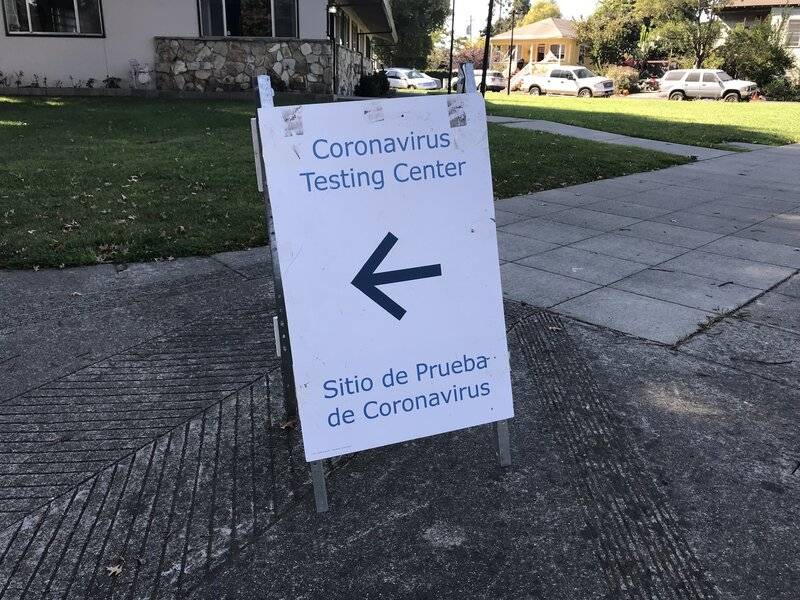 Coronavirus
Testing Center
Sitio de Prueba
de Coronavirus